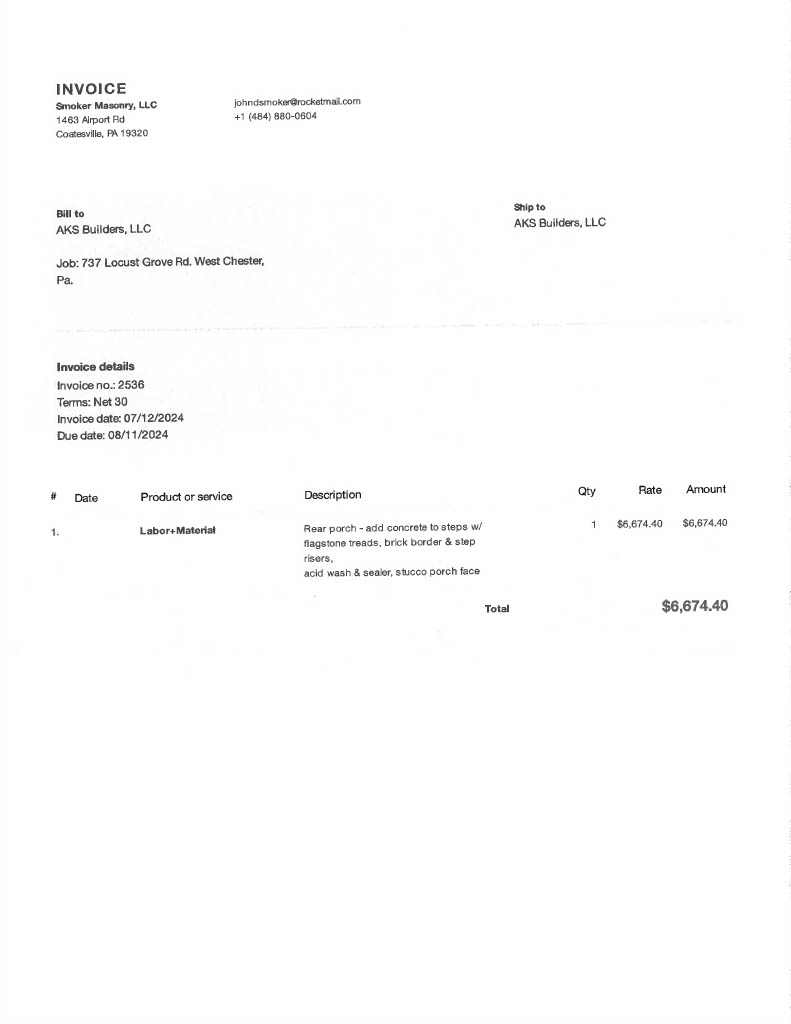 INVOICE
Smoker Masonry, LLC
1463 Airport Rd
Coatesville, PA 19320
johndsmoker@rocketmail.com
+1 (484) 880-0604
Bill to
AKS Builders, LLC
Job: 737 Locust Grove Rd. West Chester,
Pa.
Ship to
AKS Builders, LLC
Invoice details
Invoice no.: 2536
Terms: Net 30
Invoice date: 07/12/2024
Due date: 08/11/2024
# Date Product or service Description Qty Rate Amount
1. Labor+Material Rear porch - add concrete to steps w/ 1 $6,674.40 $6,674.40
flagstone treads, brick border & step
risers,
acid wash & sealer, stucco porch face
Total $6,674.40